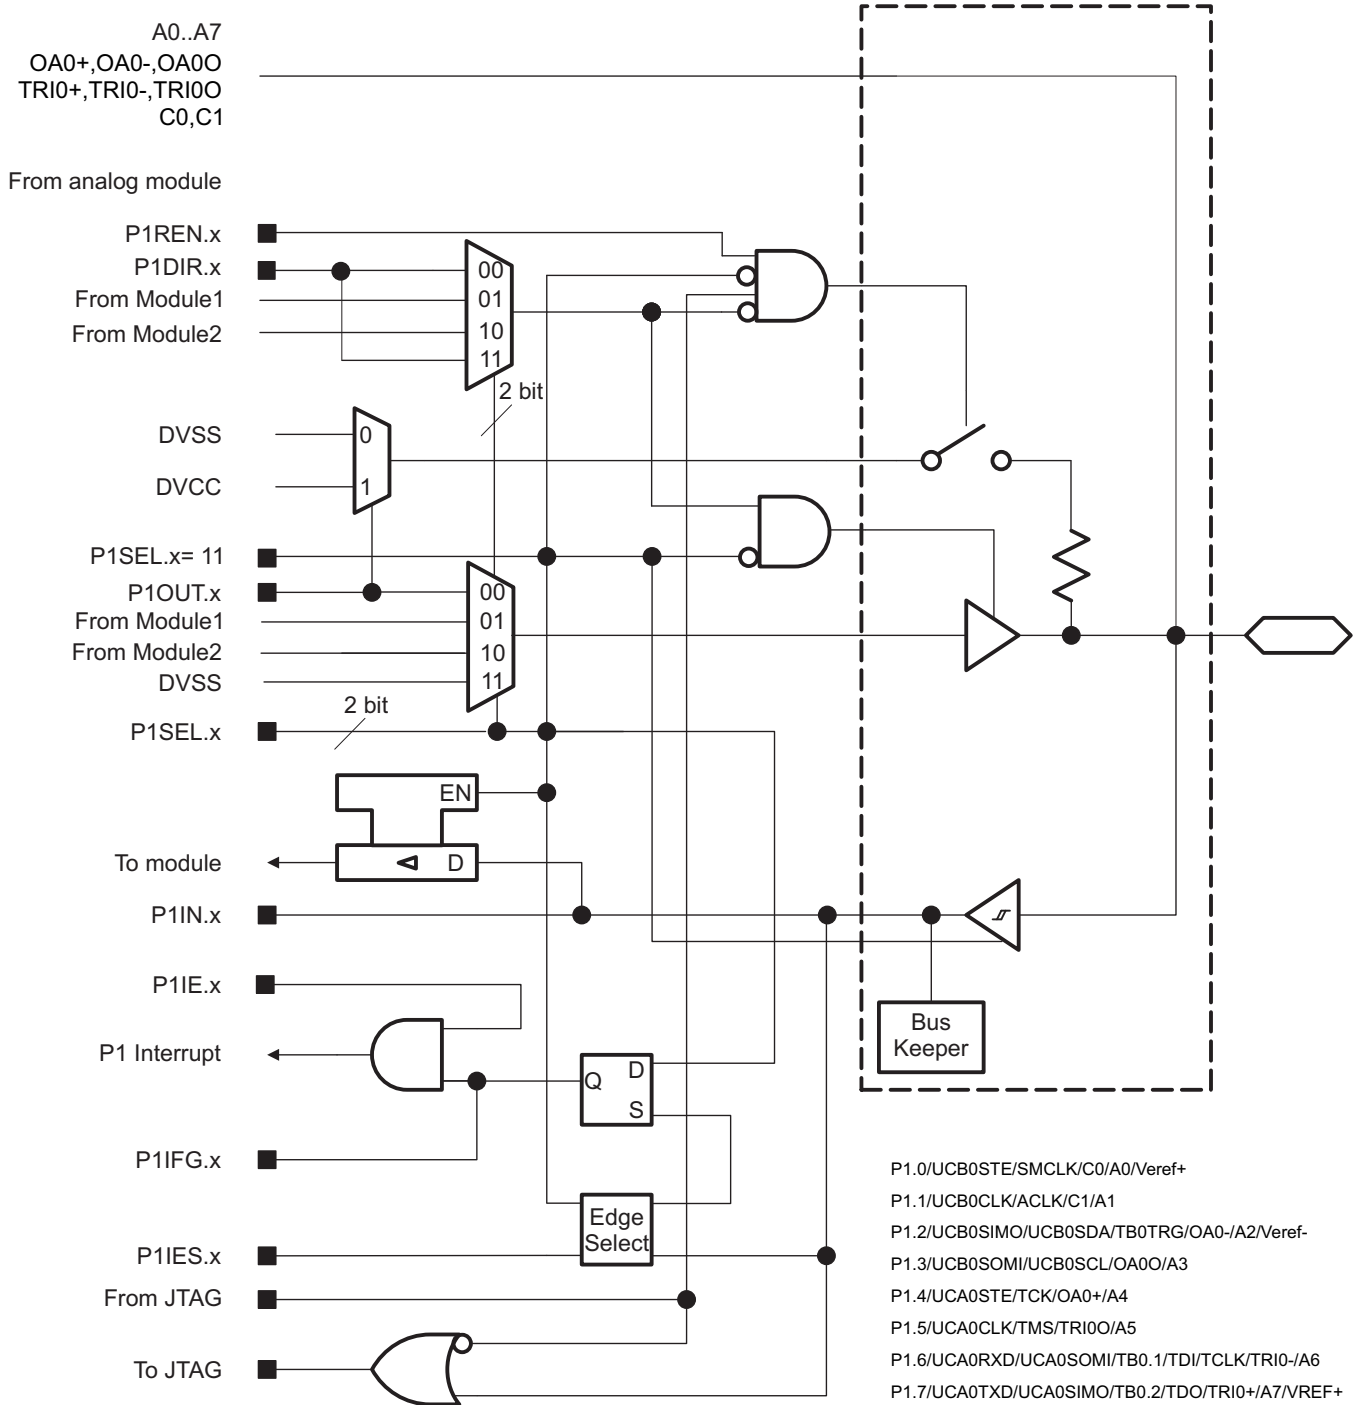 A0..A7
OA0+,OA0-,OA0O
TRI0+,TRI0-,TRI0O
C0,C1
From analog module
P1REN.x
P1DIR.x
From Module1
From Module2
00
01
10
11
2 bit
DVSS
DVCC
0
1
P1SEL.x= 11
P1OUT.x
From Module1
From Module2
DVSS
00
01
10
11
P1SEL.x
2 bit
EN
To module
D
P1IN.x
P1IE.x
Bus
Keeper
P1 Interrupt
Q
D
S
P1IFG.x
Edge
Select
P1IES.x
From JTAG
To JTAG
P1.0/UCB0STE/SMCLK/C0/A0/Veref+
P1.1/UCB0CLK/ACLK/C1/A1
P1.2/UCB0SIMO/UCB0SDA/TB0TRG/OA0-/A2/Veref-
P1.3/UCB0SOMI/UCB0SCL/OA0O/A3
P1.4/UCA0STE/TCK/OA0+/A4
P1.5/UCA0CLK/TMS/TRI0O/A5
P1.6/UCA0RXD/UCA0SOMI/TB0.1/TDI/TCLK/TRI0-/A6
P1.7/UCA0TXD/UCA0SIMO/TB0.2/TDO/TRI0+/A7/VREF+